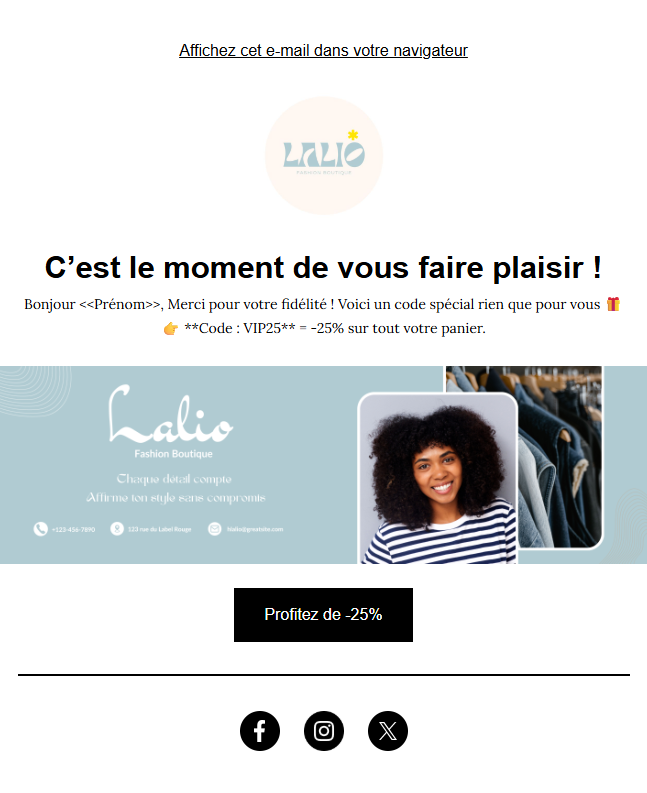 Affichez cet e-mail dans votre navigateur
LALIO
FASHION BOUTIQUE
C’est le moment de vous faire plaisir !
Bonjour <<Prénom>>, Merci pour votre fidélité ! Voici un code spécial rien que pour vous 🎁
👉 **Code : VIP25** = -25% sur tout votre panier.
Lalio
Fashion Boutique
Chaque détail compte
Affirme ton style sans compromis
+123-456-7890 123 rue du Label Rouge hlalio@greatsite.com
Profitez de -25%